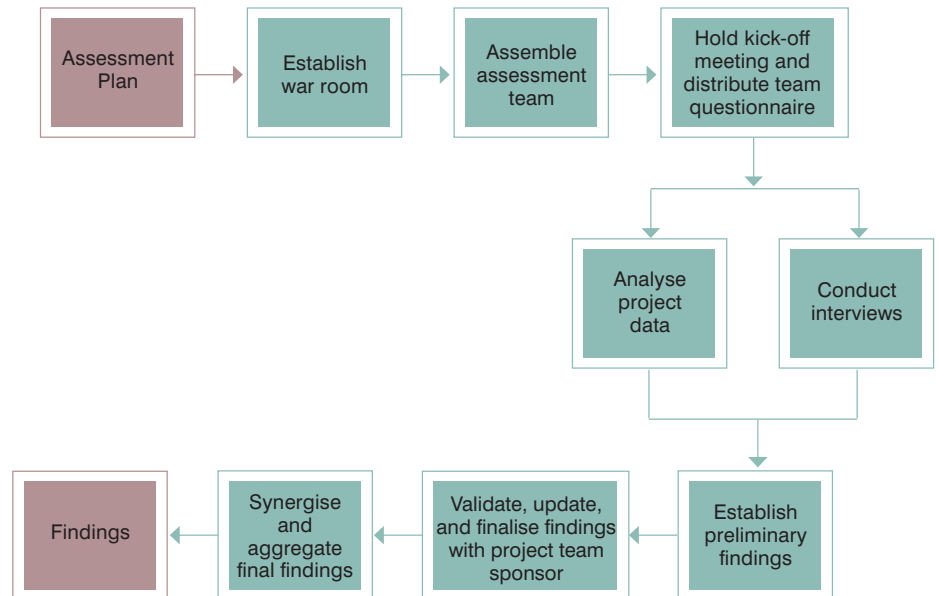 Assessment
Plan
Establish
war room
Assemble
assessment
team
Hold kick-off
meeting and
distribute team
questionnaire
Analyse
project
data
Conduct
interviews
Establish
preliminary
findings
Validate, update,
and finalise findings
with project team
sponsor
Synergise
and
aggregate
final findings
Findings